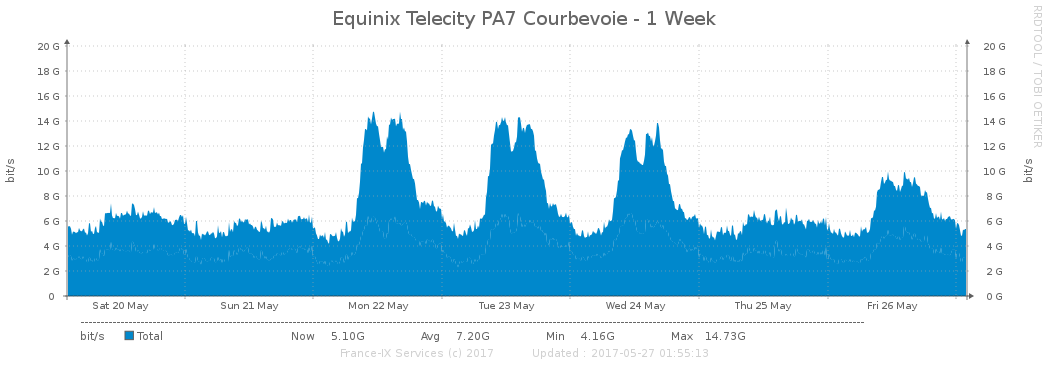 Equinix Telecity PA7 Courbevoie - 1 Week
RRDTOOL / TOBI OETIKER
bit/s
bit/s
20 G 20 G
18 G 18 G
16 G 16 G
14 G 14 G
12 G 12 G
10 G 10 G
8 G 8 G
6 G 6 G
4 G 4 G
2 G 2 G
0 0 G
Sat 20 May Sun 21 May Mon 22 May Tue 23 May Wed 24 May Thu 25 May Fri 26 May
bit/s Total Now 5.10G Avg 7.20G Min 4.16G Max 14.73G
France-IX Services (c) 2017 Updated : 2017-05-27 01:55:13